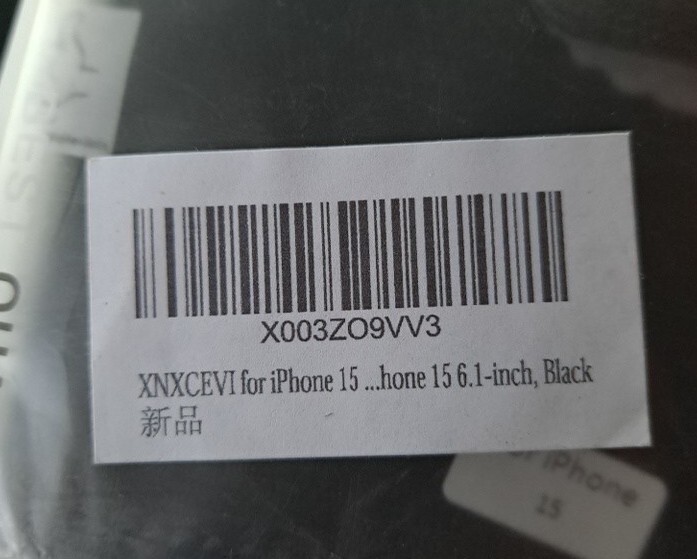 X003ZO9VV3
XNXCEVI for iPhone 15 ...hone 15 6.1-inch, Black
新品
iPhone
15